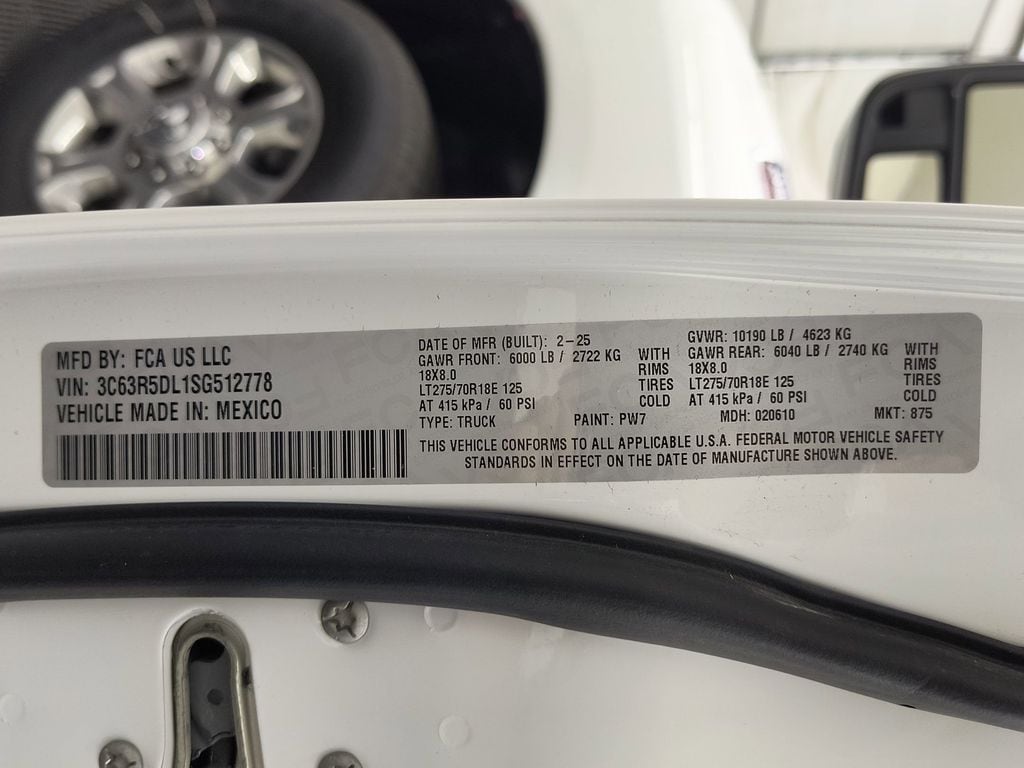 MFD BY: FCA US LLC
VIN: 3C63R5DL1SG512778
VEHICLE MADE IN: MEXICO
DATE OF MFR (BUILT): 2-25
GAWR FRONT: 6000 LB / 2722 KG
18X8.0
LT275/70R18E 125
AT 415 kPa / 60 PSI
WITH
RIMS
TIRES
COLD
GVWR: 10190 LB / 4623 KG
GAWR REAR: 6040 LB / 2740 KG
18X8.0
LT275/70R18E 125
AT 415 kPa / 60 PSI
WITH
RIMS
TIRES
COLD
TYPE: TRUCK PAINT: PW7 MDH: 020610 MKT: 875
THIS VEHICLE CONFORMS TO ALL APPLICABLE U.S.A. FEDERAL MOTOR VEHICLE SAFETY
STANDARDS IN EFFECT ON THE DATE OF MANUFACTURE SHOWN ABOVE.